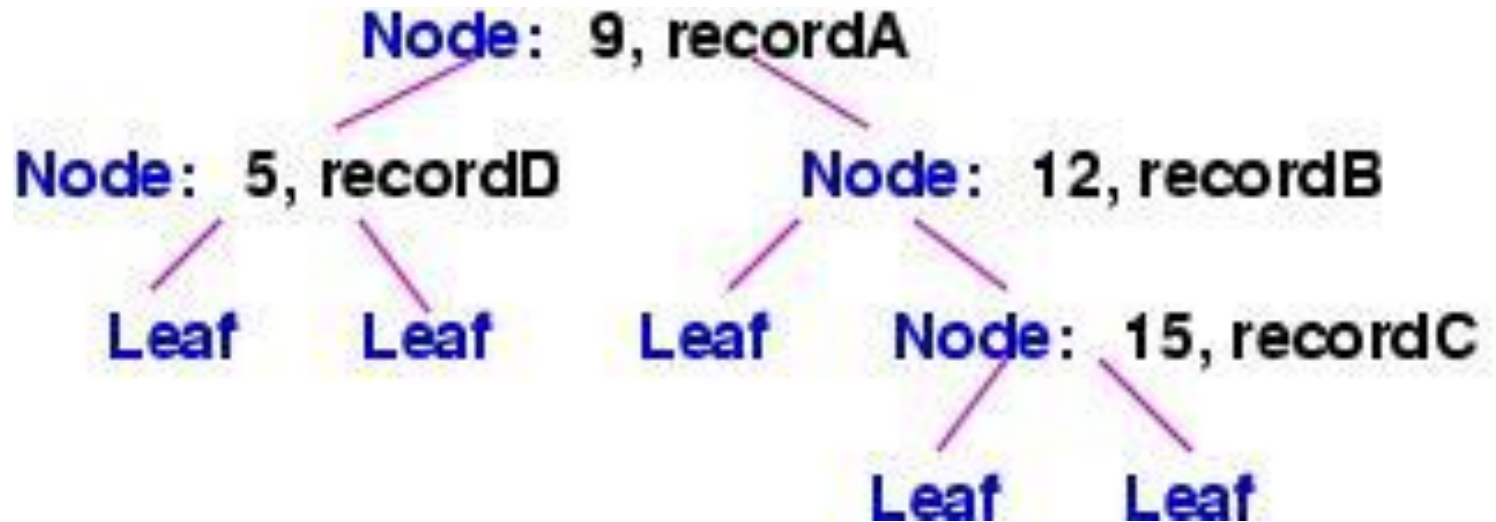 Node: 9, recordA
Node: 5, recordD Node: 12, recordB
Leaf Leaf Leaf Node: 15, recordC
Leaf Leaf